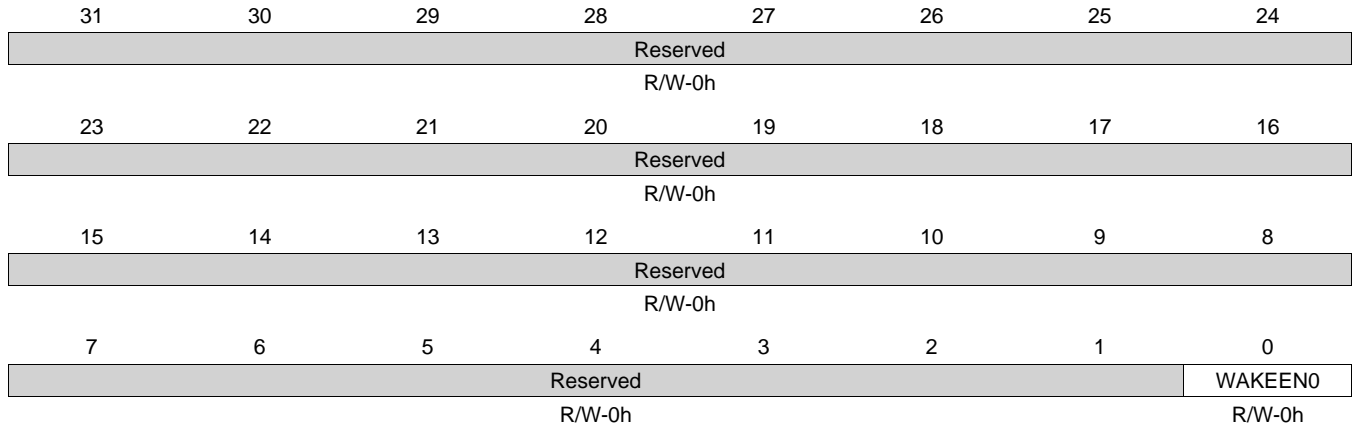 31 30 29 28 27 26 25 24
Reserved
R/W-0h
23 22 21 20 19 18 17 16
Reserved
R/W-0h
15 14 13 12 11 10 9 8
Reserved
R/W-0h
7 6 5 4 3 2 1 0
Reserved WAKEEN0
R/W-0h R/W-0h